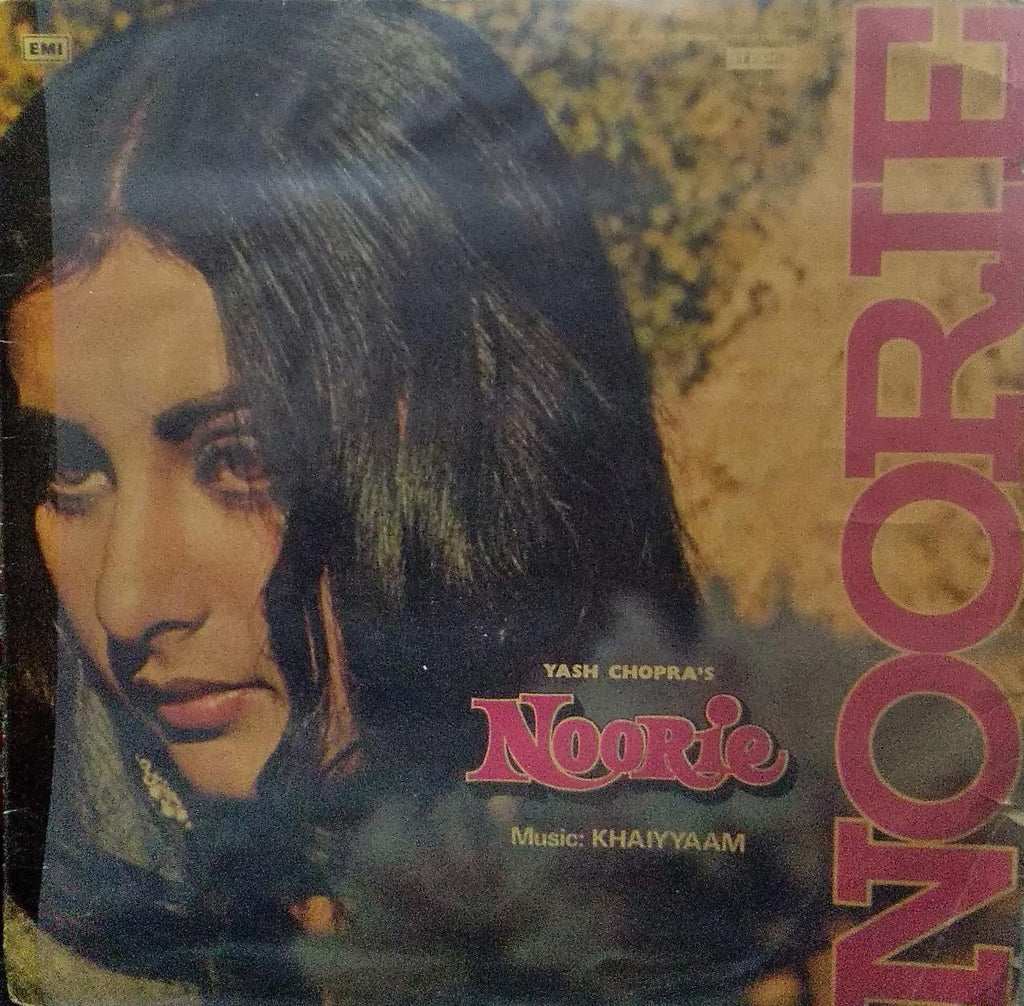 EMI
YASH CHOPRA'S
NOORie
Music: KHAIYYAAM
NOORIE